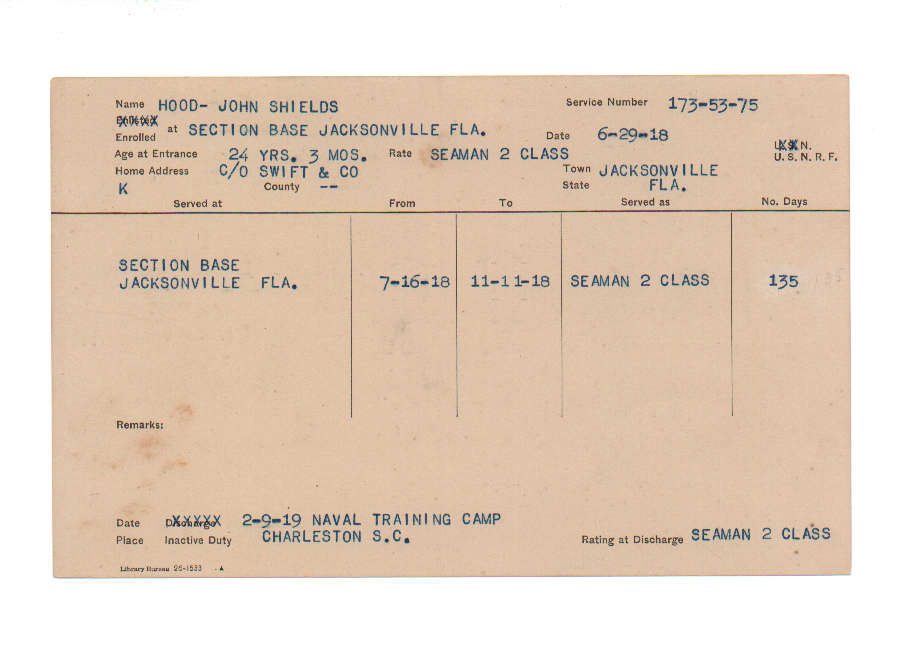 Name HOOD- JOHN SHIELDS Service Number 173-53-75
Enrolled at SECTION BASE JACKSONVILLE FLA. Date 6-29-18
Age at Entrance 24 YRS. 3 MOS. Rate SEAMAN 2 CLASS U.S.N.
U.S.N.R.F.
Home Address C/O SWIFT & CO Town JACKSONVILLE
K County -- State FLA.
Served at From To Served as No. Days
SECTION BASE
JACKSONVILLE FLA. 7-16-18 11-11-18 SEAMAN 2 CLASS 135
Remarks:
Date Discharge 2-9-19 NAVAL TRAINING CAMP
Place Inactive Duty CHARLESTON S.C. Rating at Discharge SEAMAN 2 CLASS
Library Bureau 26-1533 A